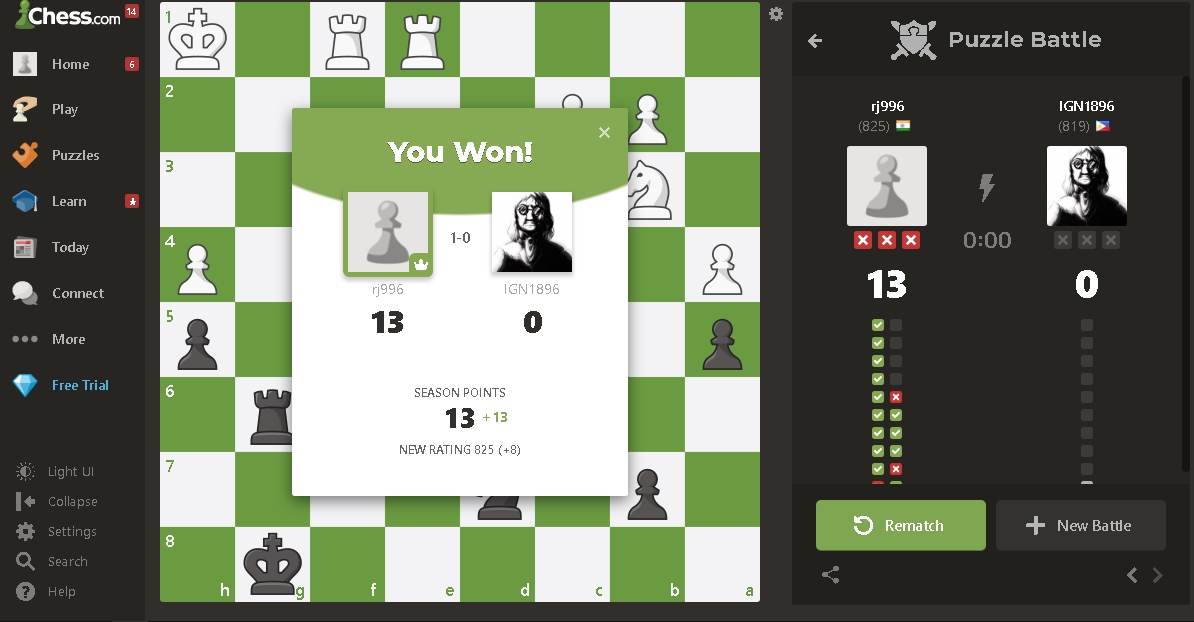 Chess.com 14
Home 6
Play
Puzzles
Learn
Today
Connect
More
Free Trial
Light UI
Collapse
Settings
Search
Help
1
2
3
4
5
6
7
8
h g f e d c b a
You Won!
1-0
rj996 IGN1896
13 0
SEASON POINTS
13 +13
NEW RATING 825 (+8)
Puzzle Battle
rj996 IGN1896
(825) (819)
0:00
13 0
Rematch
New Battle